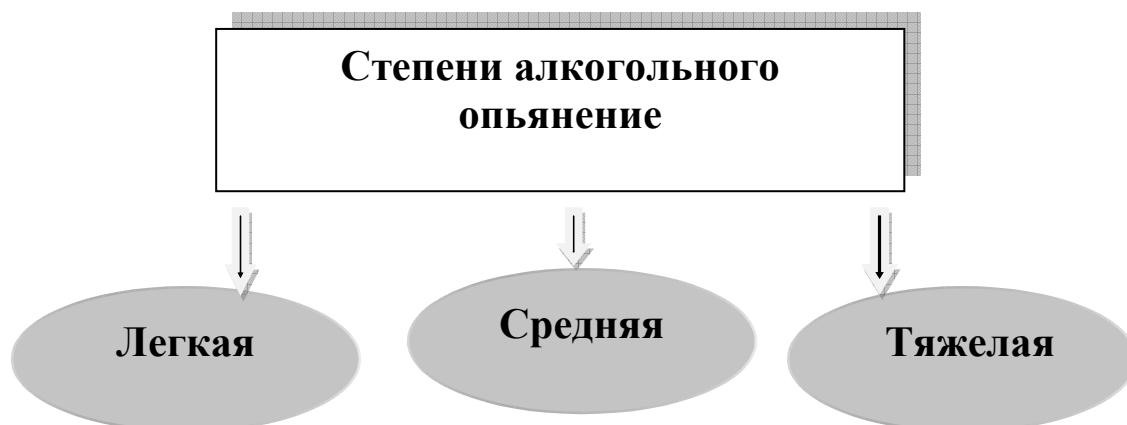 Степени алкогольного
опьянение
Легкая
Средняя
Тяжелая